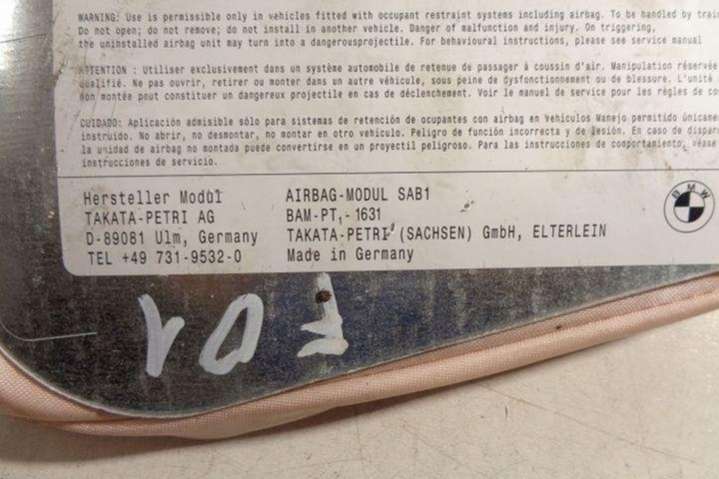 WARNING: Use is permissible only in vehicles fitted with occupant restraint systems including airbag. To be handled by trai
Do not open; do not remove; do not install in another vehicle. Danger of malfunction and injury. On triggering,
the uninstalled airbag unit may turn into a dangerousprojectile. For behavioural instructions, please see service manual
ATTENTION : Utiliser exclusivement dans un système automobile de retenue de passager à coussin d'air. Manipulation réservée
qualifié. Ne pas ouvrir, retirer ou monter dans un autre véhicule, sous peine de dysfonctionnement ou de blessure. L'unité
non montée peut constituer un dangereux projectile en cas de déclenchement. Voir le manuel de service pour les règles de co
CUIDADO: Aplicación admisible sólo para sistemas de retención de ocupantes con airbag en Vehículos Manejo permitido únicame
instruído. No abrir, no desmontar, no montar en otro vehículo. Peligro de función incorrecta y de lesión. En caso de dispar
la unidad de airbag no montada puede convertirse en un proyectil peligroso. Para las instrucciones de comportamiento, véase
instrucciones de servicio.
Hersteller Modul
TAKATA-PETRI AG
D-89081 Ulm, Germany
TEL +49 731-9532-0
AIRBAG-MODUL SAB1
BAM-PT1-1631
TAKATA-PETRI (SACHSEN) GmbH, ELTERLEIN
Made in Germany
BMW